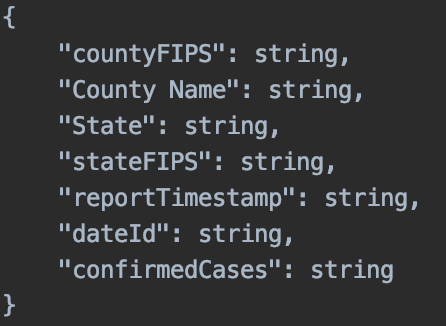 {
"countyFIPS": string,
"County Name": string,
"State": string,
"stateFIPS": string,
"reportTimestamp": string,
"dateId": string,
"confirmedCases": string
}